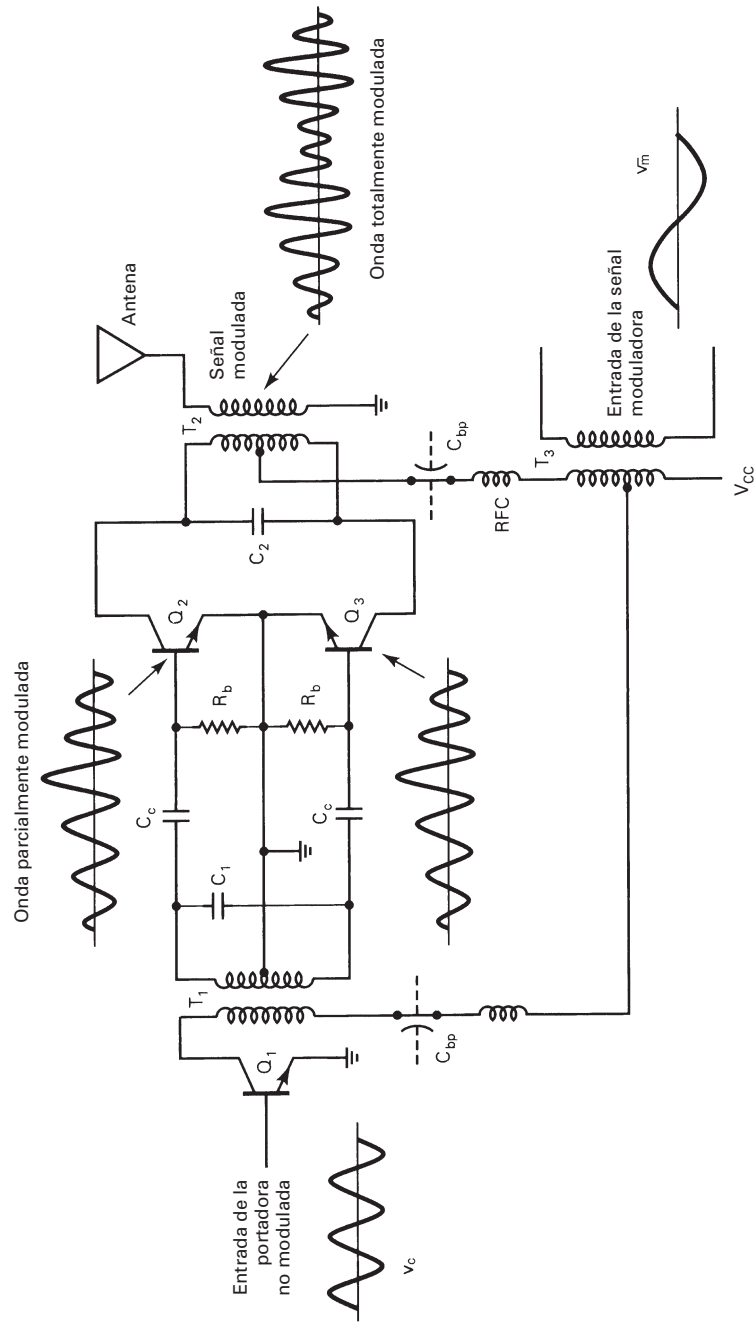 Onda parcialmente modulada
Antena
T2
Señal
modulada
Onda totalmente modulada
Q2
C2
Cc
Rb
T1
C1
Q1
Entrada de la
portadora
no modulada
vc
Cc
Rb
Q3
Cbp
Cbp
RFC
T3
Entrada de la señal
moduladora
vm
VCC